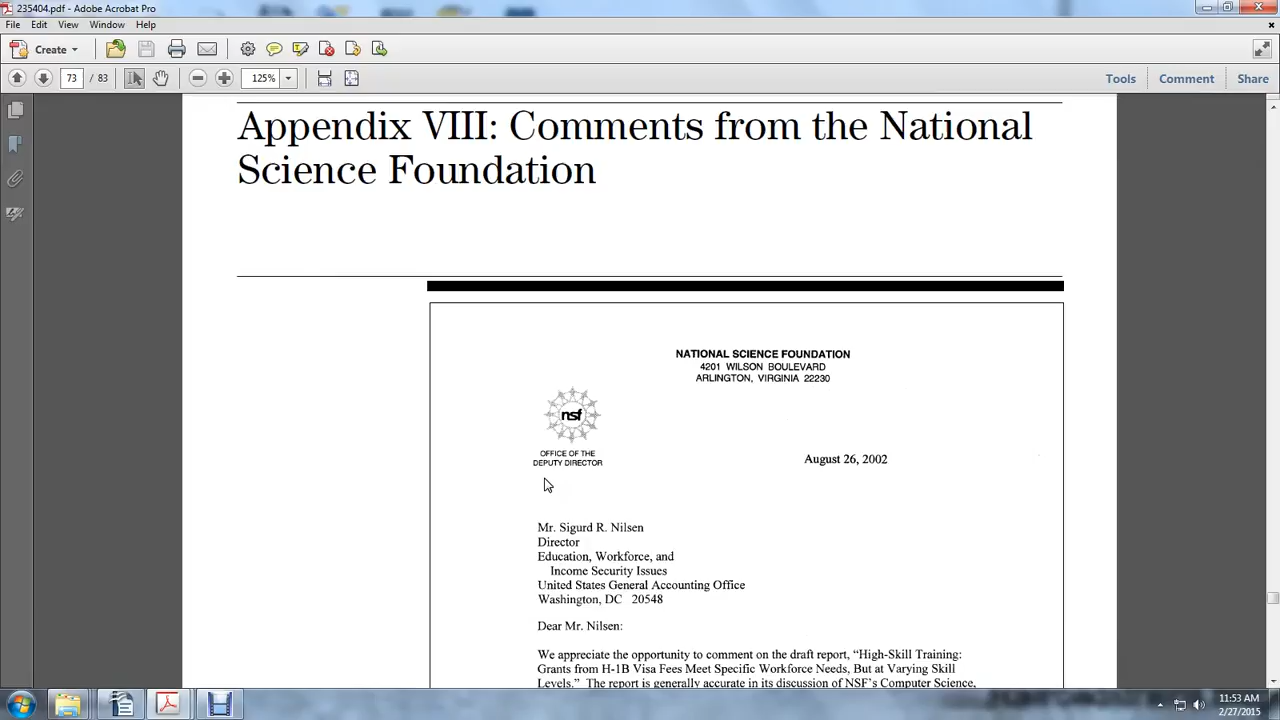 235404.pdf - Adobe Acrobat Pro
File Edit View Window Help
Create
73 / 83 125% Tools Comment Share
Appendix VIII: Comments from the National
Science Foundation
NATIONAL SCIENCE FOUNDATION
4201 WILSON BOULEVARD
ARLINGTON, VIRGINIA 22230
nsf
OFFICE OF THE
DEPUTY DIRECTOR
August 26, 2002
Mr. Sigurd R. Nilsen
Director
Education, Workforce, and
Income Security Issues
United States General Accounting Office
Washington, DC 20548
Dear Mr. Nilsen:
We appreciate the opportunity to comment on the draft report, “High-Skill Training:
Grants from H-1B Visa Fees Meet Specific Workforce Needs, But at Varying Skill
Levels.” The report is generally accurate in its discussion of NSF’s Computer Science,
11:53 AM
2/27/2015